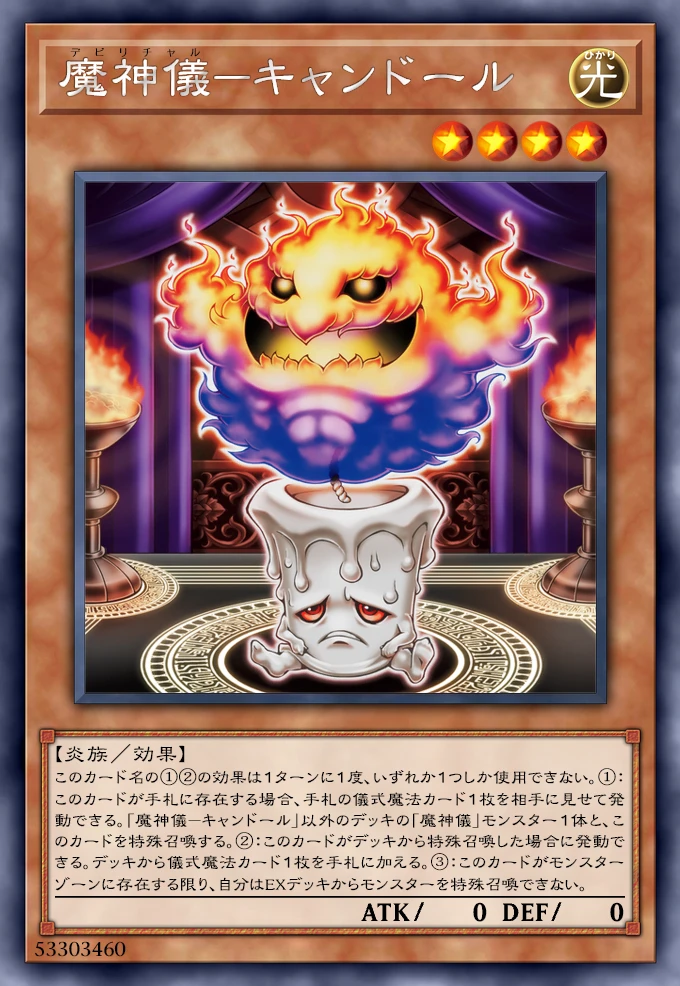 デビリチャル
魔神儀－キャンドール
ひかり
光
【炎族／効果】
このカード名の①②の効果は1ターンに1度、いずれか1つしか使用できない。①：
このカードが手札に存在する場合、手札の儀式魔法カード1枚を相手に見せて発
動できる。「魔神儀－キャンドール」以外のデッキの「魔神儀」モンスター1体と、こ
のカードを特殊召喚する。②：このカードがデッキから特殊召喚した場合に発動で
きる。デッキから儀式魔法カード1枚を手札に加える。③：このカードがモンスター
ゾーンに存在する限り、自分はEXデッキからモンスターを特殊召喚できない。
ATK/ 0 DEF/ 0
53303460